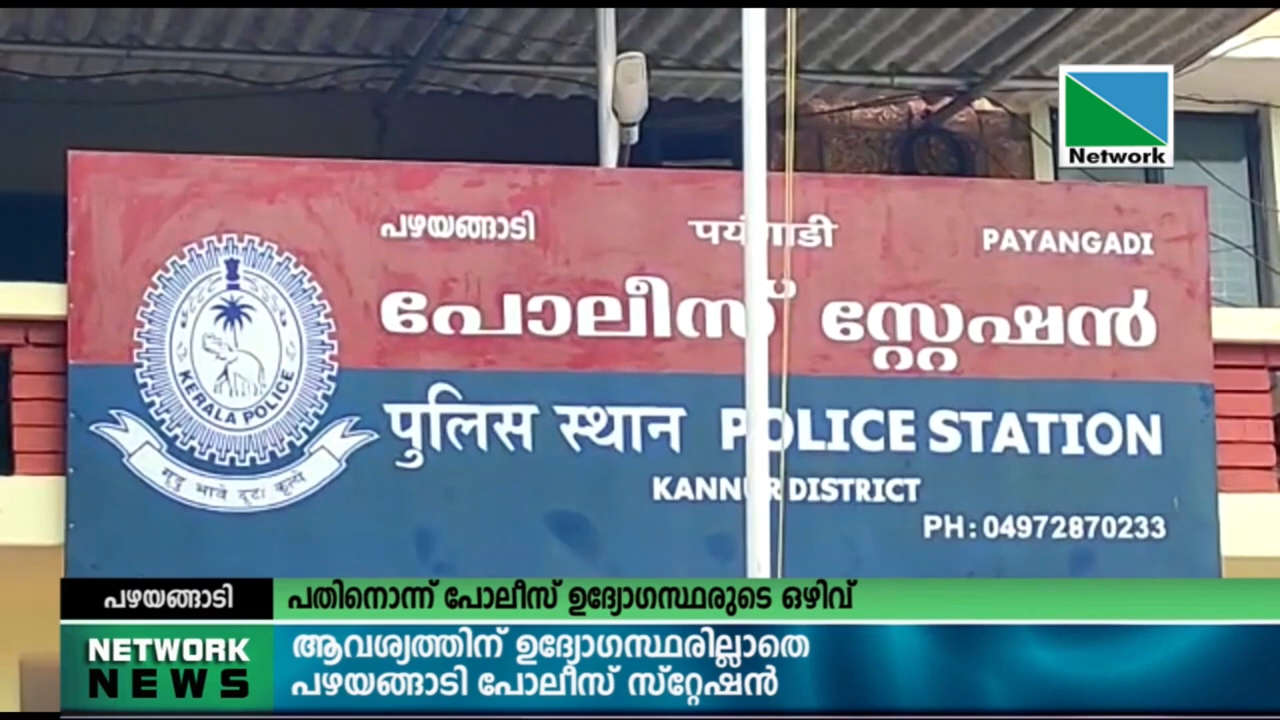 Network
പഴയങ്ങാടി
PAYANGADI
പോലീസ് സ്റ്റേഷൻ
KERALA POLICE
मृदु भावे दृढः कृत्ये
पुलिस स्थान POLICE STATION
KANNUR DISTRICT
PH: 04972870233
പഴയങ്ങാടി പതിനൊന്ന് പോലീസ് ഉദ്യോഗസ്ഥരുടെ ഒഴിവ്
NETWORK NEWS
ആവശ്യത്തിന് ഉദ്യോഗസ്ഥരില്ലാതെ
പഴയങ്ങാടി പോലീസ് സ്റ്റേഷൻ